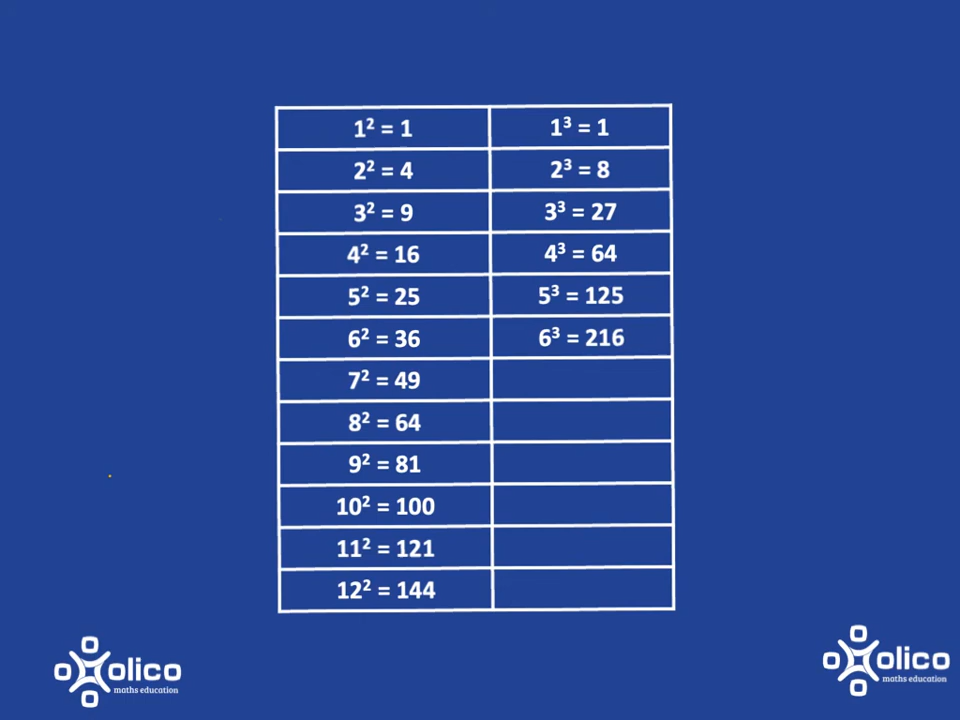 1² = 1 1³ = 1
2² = 4 2³ = 8
3² = 9 3³ = 27
4² = 16 4³ = 64
5² = 25 5³ = 125
6² = 36 6³ = 216
7² = 49
8² = 64
9² = 81
10² = 100
11² = 121
12² = 144
olico
maths education
olico
maths education